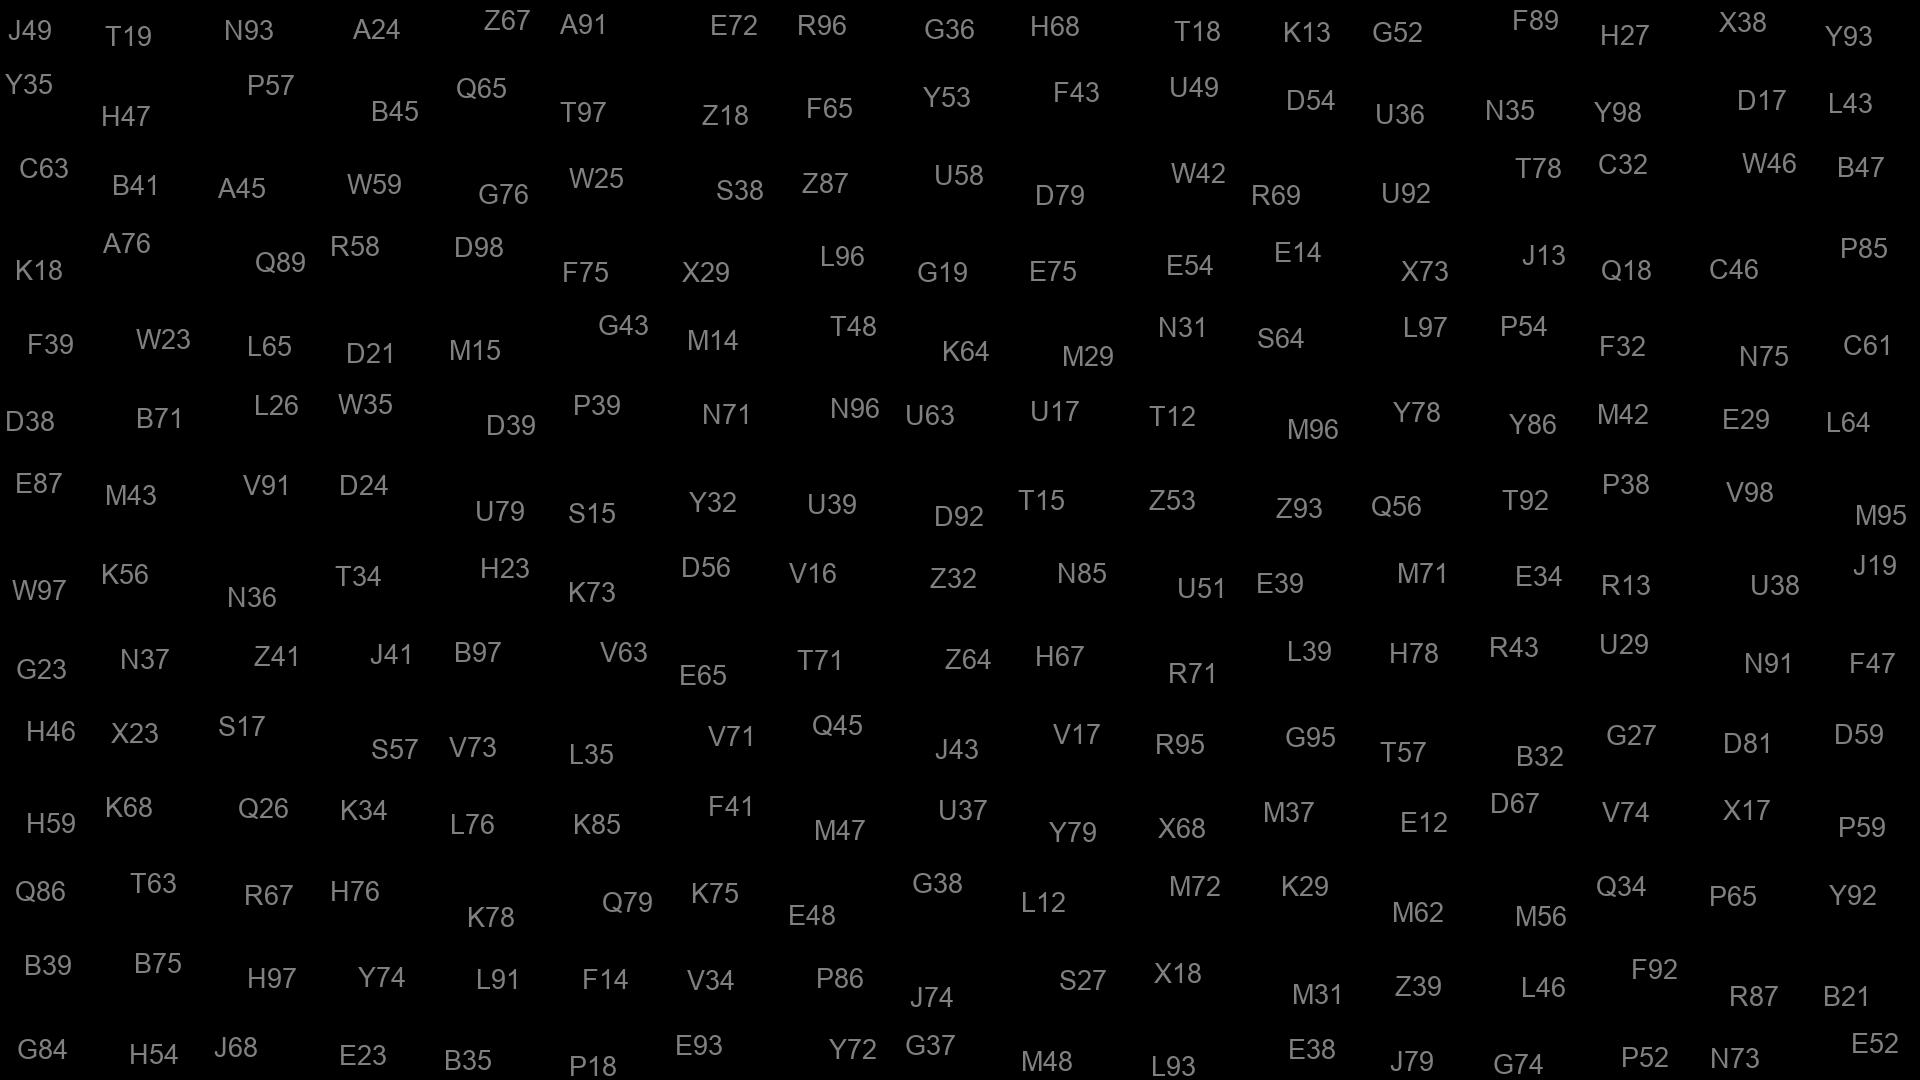 J49 T19 N93 A24 Z67 A91 E72 R96 G36 H68 T18 K13 G52 F89 H27 X38 Y93
Y35 H47 P57 B45 Q65 T97 Z18 F65 Y53 F43 U49 D54 U36 N35 Y98 D17 L43
C63 B41 A45 W59 G76 W25 S38 Z87 U58 D79 W42 R69 U92 T78 C32 W46 B47
K18 A76 Q89 R58 D98 F75 X29 L96 G19 E75 E54 E14 X73 J13 Q18 C46 P85
F39 W23 L65 D21 M15 G43 M14 T48 K64 M29 N31 S64 L97 P54 F32 N75 C61
D38 B71 L26 W35 D39 P39 N71 N96 U63 U17 T12 M96 Y78 Y86 M42 E29 L64
E87 M43 V91 D24 U79 S15 Y32 U39 D92 T15 Z53 Z93 Q56 T92 P38 V98 M95
W97 K56 N36 T34 H23 K73 D56 V16 Z32 N85 U51 E39 M71 E34 R13 U38 J19
G23 N37 Z41 J41 B97 V63 E65 T71 Z64 H67 R71 L39 H78 R43 U29 N91 F47
H46 X23 S17 S57 V73 L35 V71 Q45 J43 V17 R95 G95 T57 B32 G27 D81 D59
H59 K68 Q26 K34 L76 K85 F41 M47 U37 Y79 X68 M37 E12 D67 V74 X17 P59
Q86 T63 R67 H76 K78 Q79 K75 E48 G38 L12 M72 K29 M62 M56 Q34 P65 Y92
B39 B75 H97 Y74 L91 F14 V34 P86 J74 S27 X18 M31 Z39 L46 F92 R87 B21
G84 H54 J68 E23 B35 P18 E93 Y72 G37 M48 L93 E38 J79 G74 P52 N73 E52